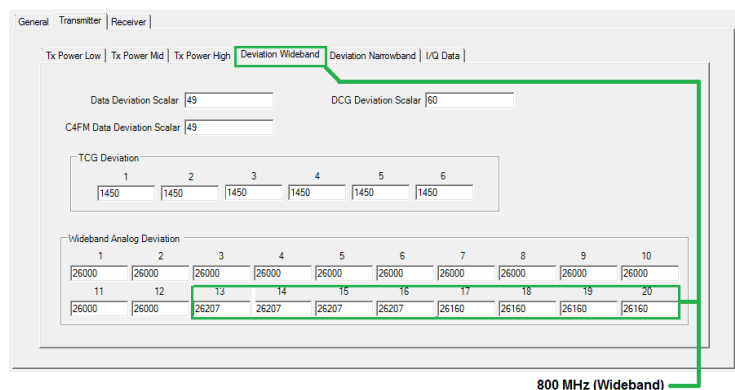 General Transmitter Receiver
Tx Power Low Tx Power Mid Tx Power High Deviation Wideband Deviation Narrowband I/Q Data
Data Deviation Scalar 49 DCG Deviation Scalar 60
C4FM Data Deviation Scalar 49
TCG Deviation
1 2 3 4 5 6
1450 1450 1450 1450 1450 1450
Wideband Analog Deviation
1 2 3 4 5 6 7 8 9 10
26000 26000 26000 26000 26000 26000 26000 26000 26000 26000
11 12 13 14 15 16 17 18 19 20
26000 26000 26207 26207 26207 26207 26160 26160 26160 26160
800 MHz (Wideband)